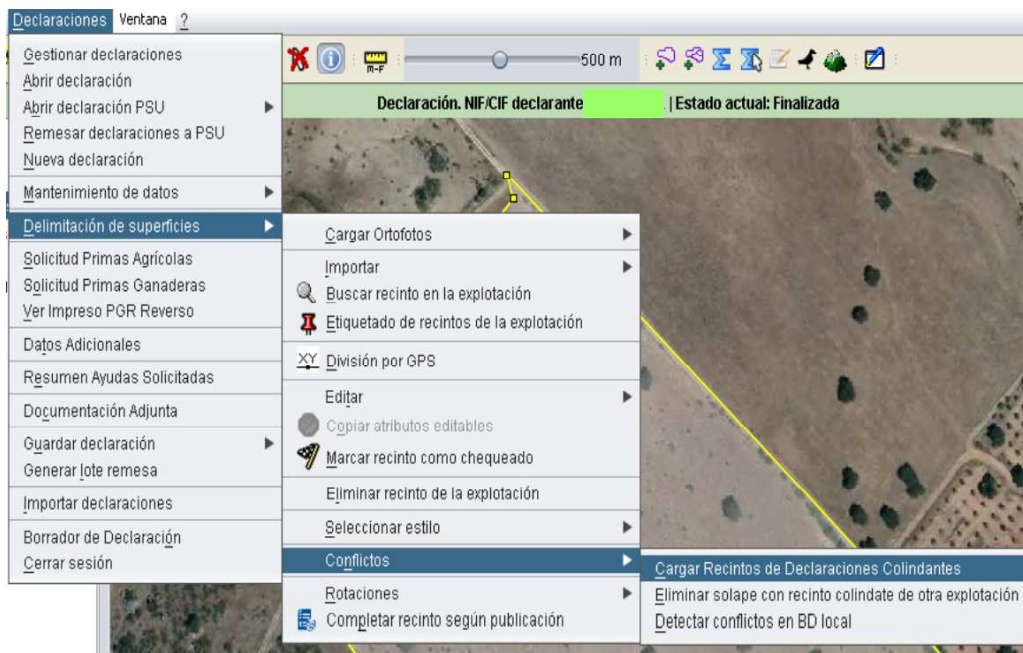 Declaraciones Ventana ?
m-F
500 m
Declaración. NIF/CIF declarante . | Estado actual: Finalizada
Gestionar declaraciones
Abrir declaración
Abrir declaración PSU
Remesar declaraciones a PSU
Nueva declaración
Mantenimiento de datos
Delimitación de superficies
Solicitud Primas Agrícolas
Solicitud Primas Ganaderas
Ver Impreso PGR Reverso
Datos Adicionales
Resumen Ayudas Solicitadas
Documentación Adjunta
Guardar declaración
Generar lote remesa
Importar declaraciones
Borrador de Declaración
Cerrar sesión
Cargar Ortofotos
Importar
Buscar recinto en la explotación
Etiquetado de recintos de la explotación
XY División por GPS
Editar
Copiar atributos editables
Marcar recinto como chequeado
Eliminar recinto de la explotación
Seleccionar estilo
Conflictos
Rotaciones
Completar recinto según publicación
Cargar Recintos de Declaraciones Colindantes
Eliminar solape con recinto colindate de otra explotación
Detectar conflictos en BD local